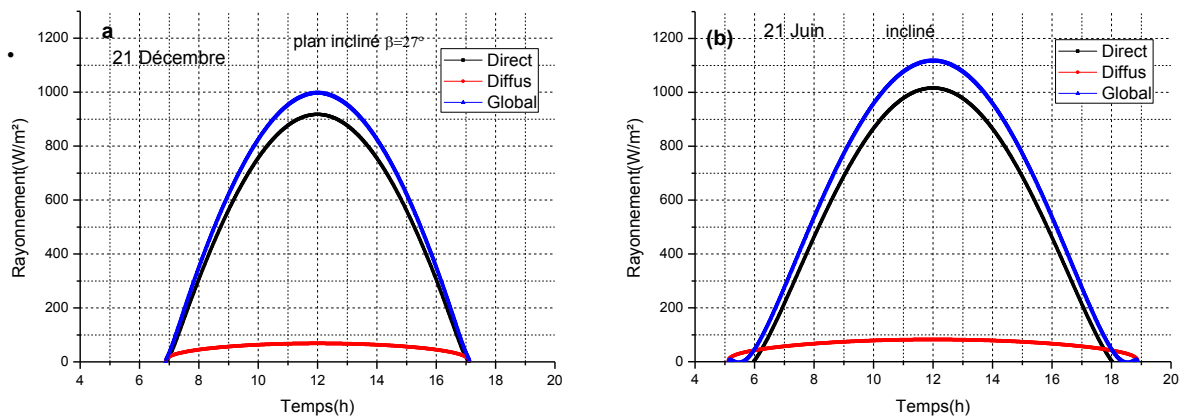 a
21 Décembre
plan incliné β=27°
Direct
Diffus
Global
Rayonnement(W/m²)
1200
1000
800
600
400
200
0
4 6 8 10 12 14 16 18 20
Temps(h)
(b)
21 Juin
incliné
Direct
Diffus
Global
Rayonnement(W/m²)
1200
1000
800
600
400
200
0
4 6 8 10 12 14 16 18 20
Temps(h)